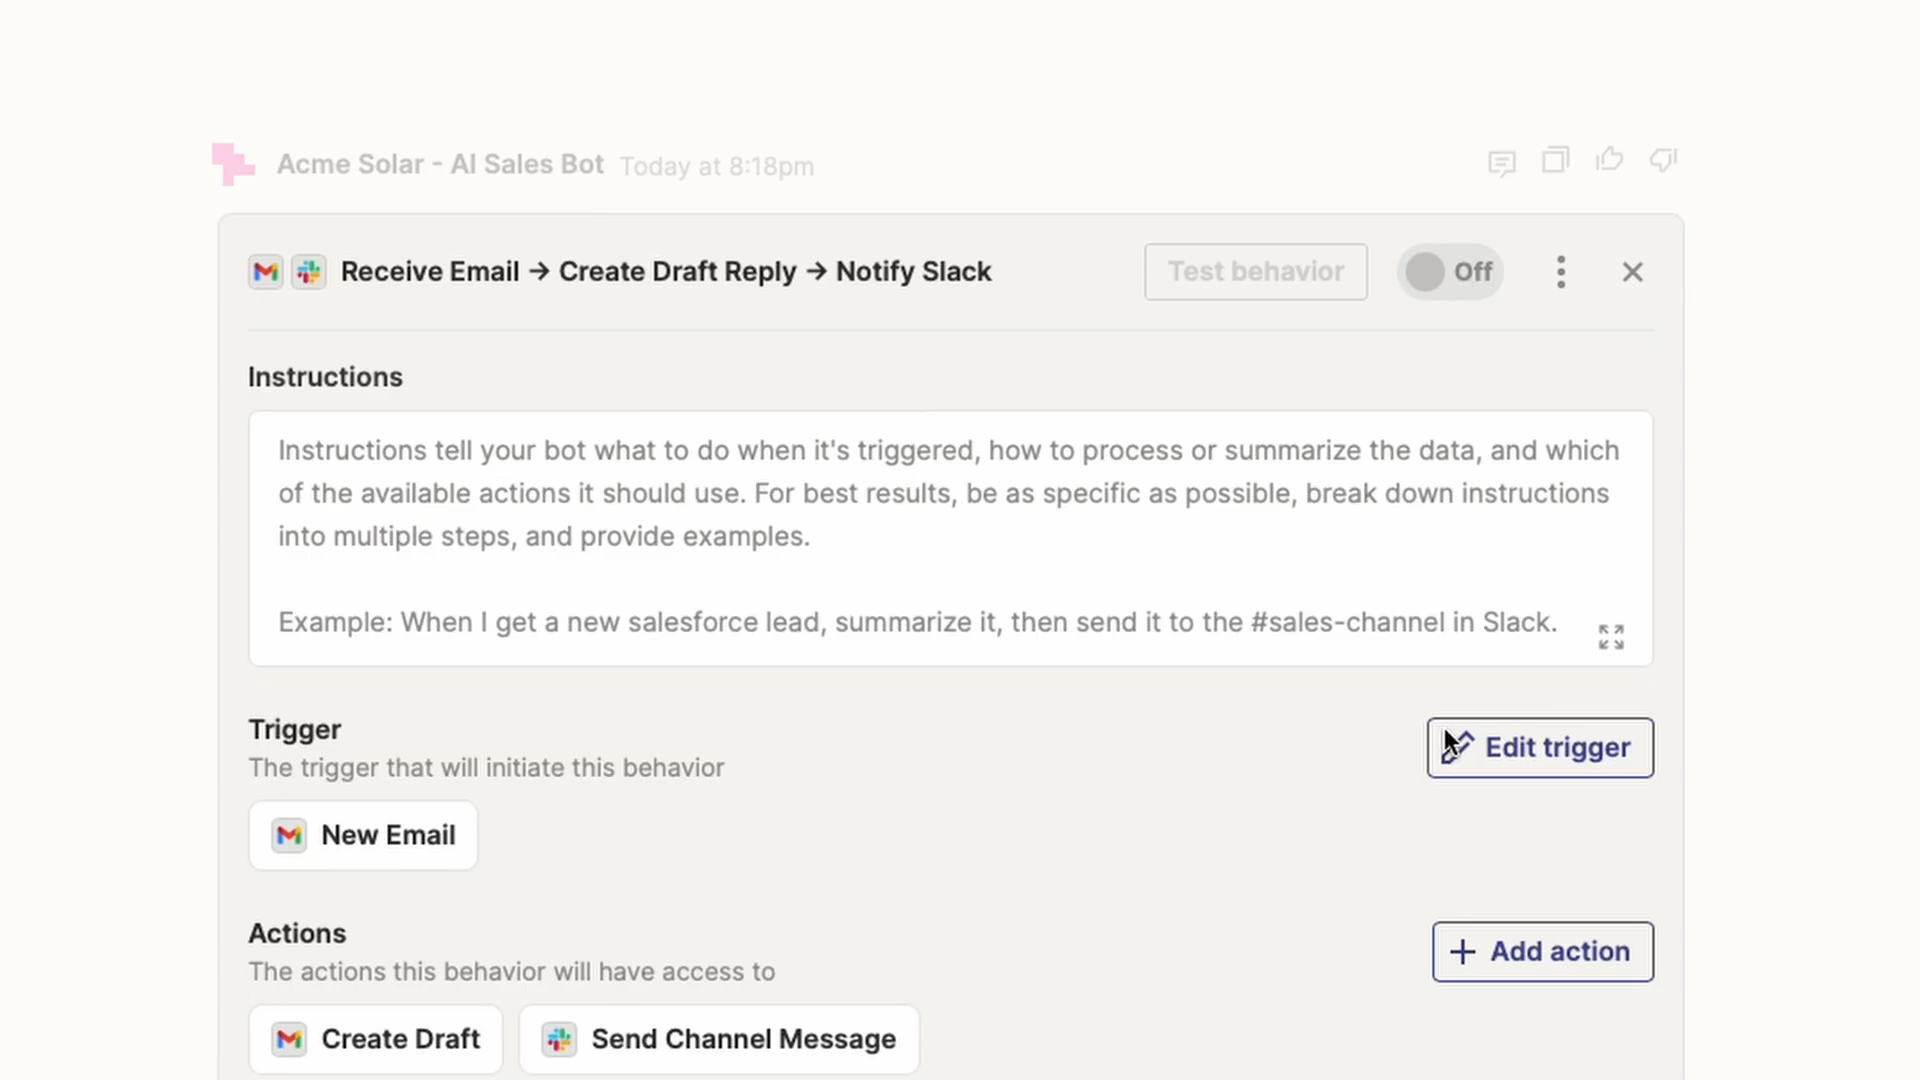 Acme Solar - AI Sales Bot Today at 8:18pm
Receive Email → Create Draft Reply → Notify Slack
Test behavior
Off
Instructions
Instructions tell your bot what to do when it's triggered, how to process or summarize the data, and which
of the available actions it should use. For best results, be as specific as possible, break down instructions
into multiple steps, and provide examples.
Example: When I get a new salesforce lead, summarize it, then send it to the #sales-channel in Slack.
Trigger
The trigger that will initiate this behavior
Edit trigger
New Email
Actions
The actions this behavior will have access to
Add action
Create Draft
Send Channel Message